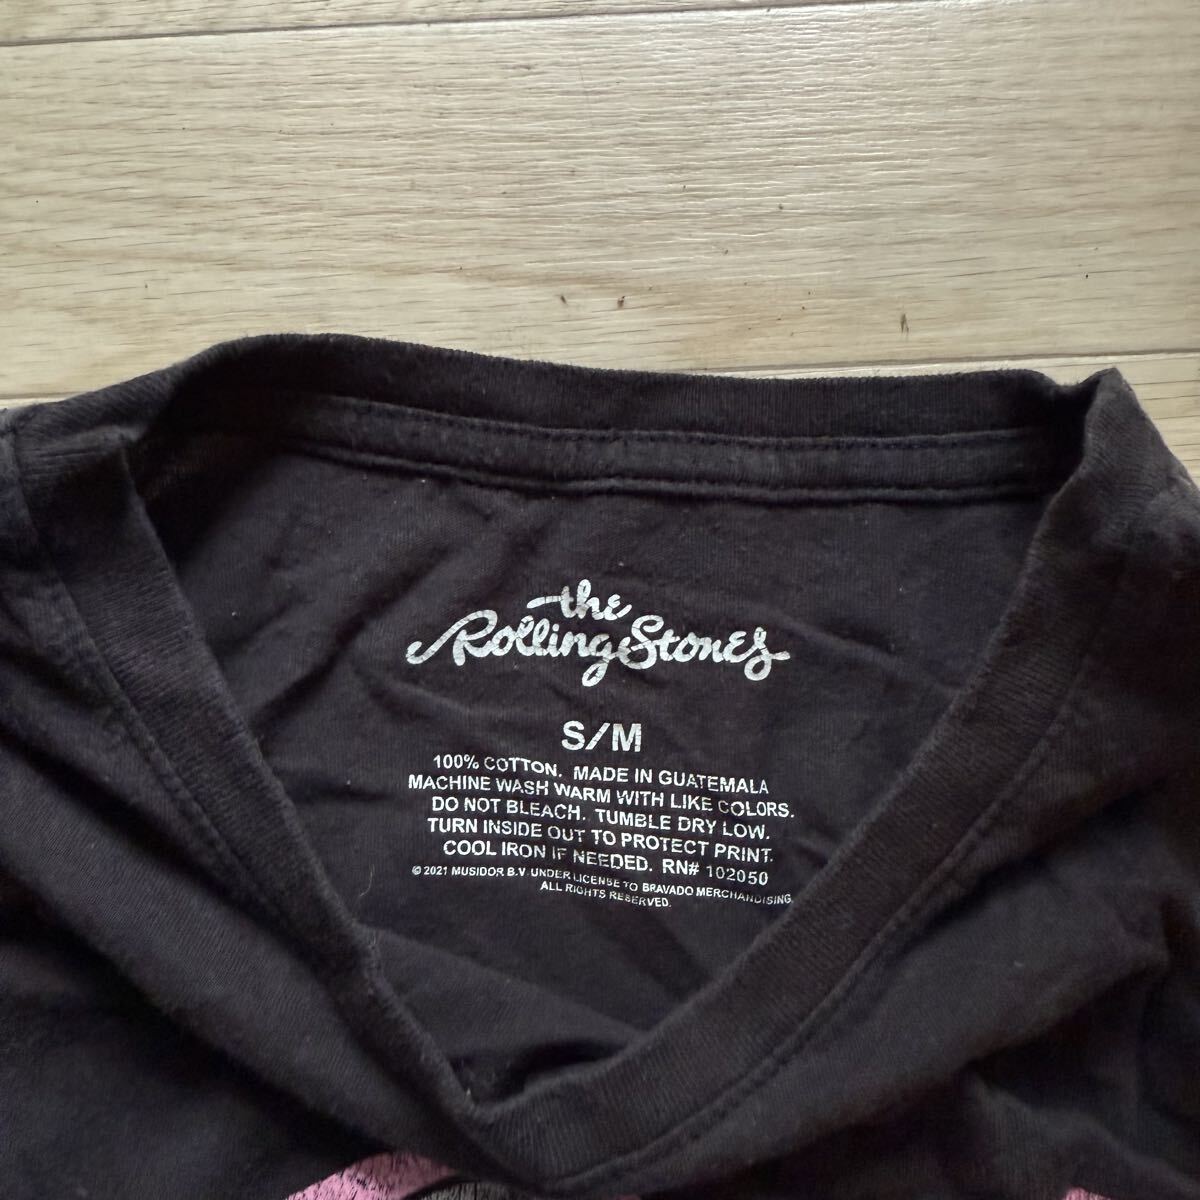 the
Rolling Stones
S/M
100% COTTON. MADE IN GUATEMALA
MACHINE WASH WARM WITH LIKE COLORS.
DO NOT BLEACH. TUMBLE DRY LOW.
TURN INSIDE OUT TO PROTECT PRINT.
COOL IRON IF NEEDED. RN# 102050
© 2021 MUSIDOR B.V. UNDER LICENSE TO BRAVADO MERCHANDISING.
ALL RIGHTS RESERVED.